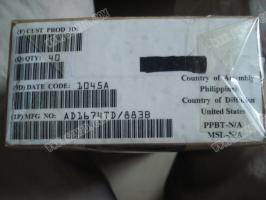 (P) CUST PROD ID:
(Q) QTY: 40
Country of Assembly
Philippines
(9D) DATE CODE: 1045A
Country of Diffusion
United States
(1P) MFG NO: AD1674TD/883B
PPBT-N/A
MSL-N/A